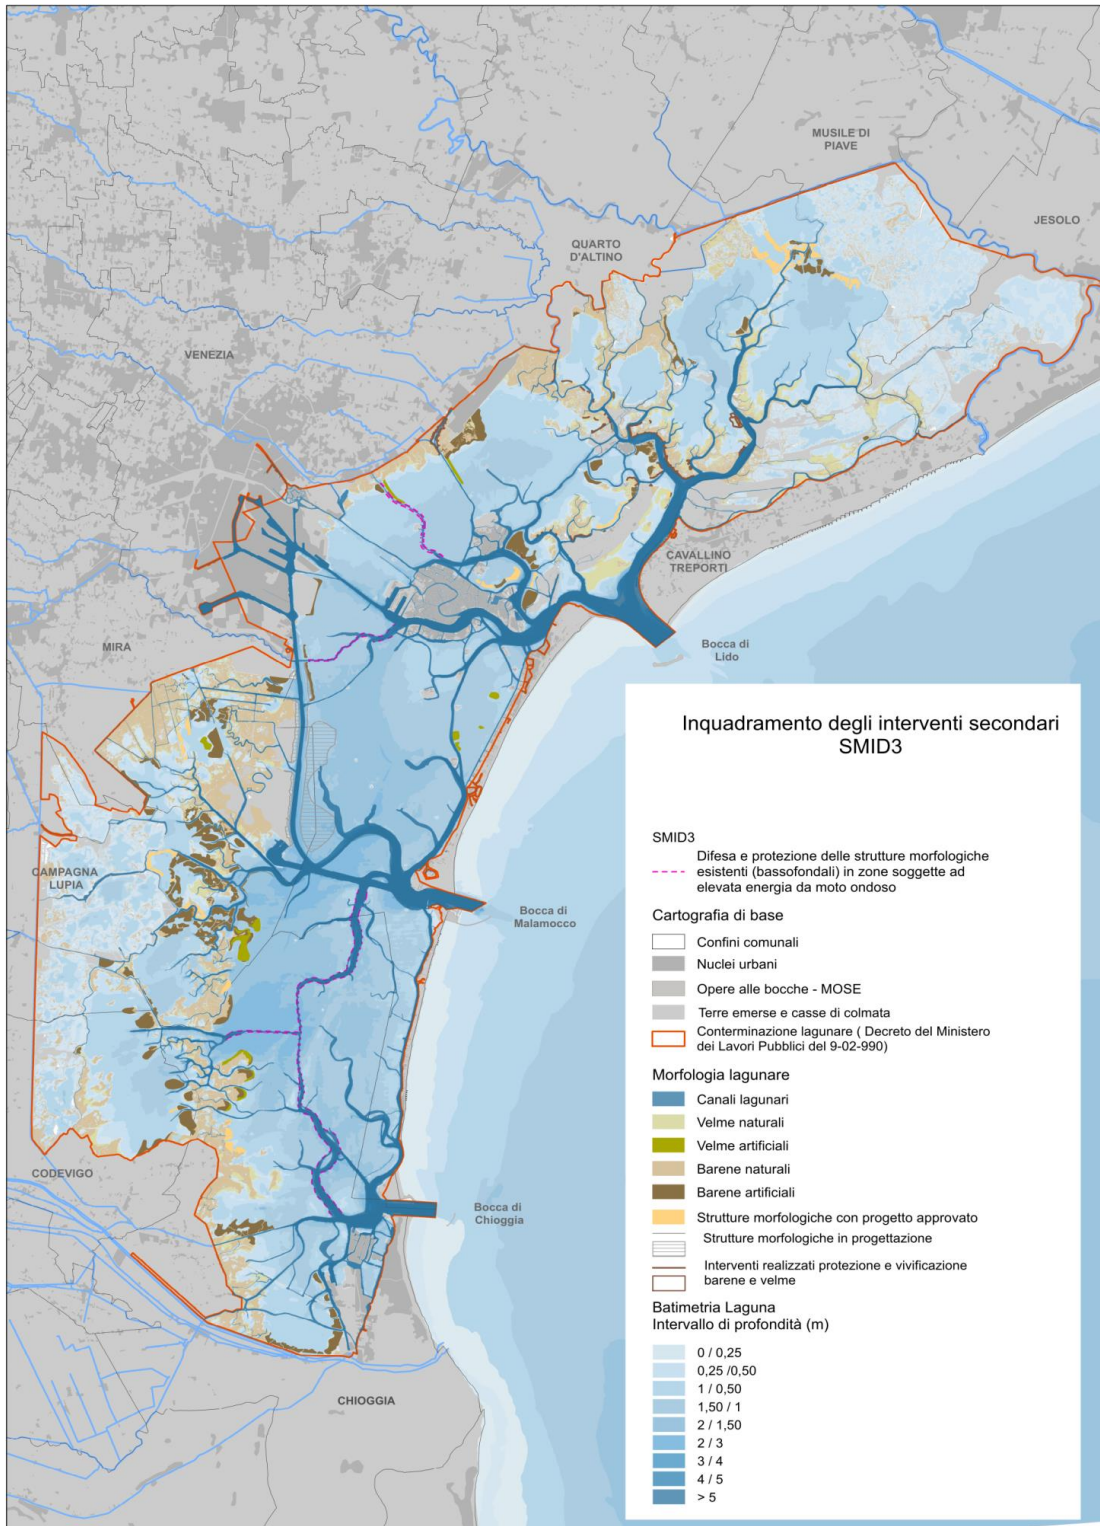 MUSILE DI
PIAVE
JESOLO
QUARTO
D'ALTINO
VENEZIA
CAVALLINO
TREPORTI
MIRA
Bocca di
Lido
CAMPAGNA
LUPIA
Bocca di
Malamocco
CODEVIGO
Bocca di
Chioggia
CHIOGGIA
Inquadramento degli interventi secondari
SMID3
SMID3
Difesa e protezione delle strutture morfologiche
esistenti (bassofondali) in zone soggette ad
elevata energia da moto ondoso
Cartografia di base
Confini comunali
Nuclei urbani
Opere alle bocche - MOSE
Terre emerse e casse di colmata
Conterminazione lagunare ( Decreto del Ministero
dei Lavori Pubblici del 9-02-990)
Morfologia lagunare
Canali lagunari
Velme naturali
Velme artificiali
Barene naturali
Barene artificiali
Strutture morfologiche con progetto approvato
Strutture morfologiche in progettazione
Interventi realizzati protezione e vivificazione
barene e velme
Batimetria Laguna
Intervallo di profondità (m)
0 / 0,25
0,25 /0,50
1 / 0,50
1,50 / 1
2 / 1,50
2 / 3
3 / 4
4 / 5
> 5